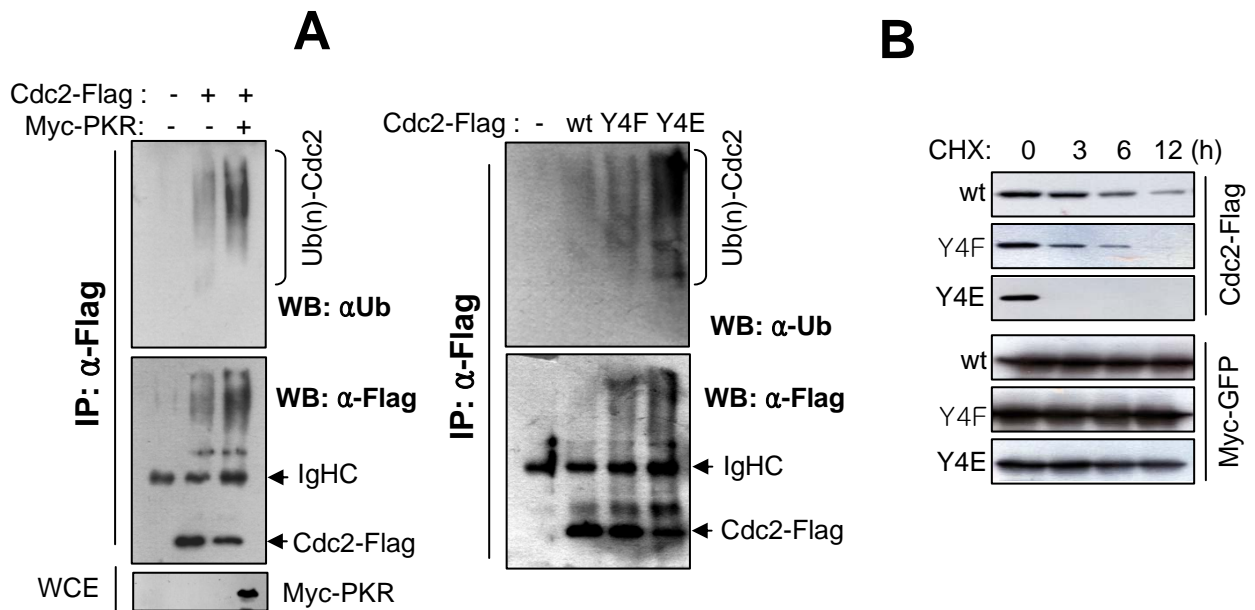 A
Cdc2-Flag : - + +
Myc-PKR: - - +
IP: α-Flag
Ub(n)-Cdc2
WB: αUb
WB: α-Flag
IgHC
Cdc2-Flag
WCE
Myc-PKR
Cdc2-Flag : - wt Y4F Y4E
IP: α-Flag
Ub(n)-Cdc2
WB: α-Ub
WB: α-Flag
IgHC
Cdc2-Flag
B
CHX: 0 3 6 12 (h)
wt
Y4F
Y4E
Cdc2-Flag
wt
Y4F
Y4E
Myc-GFP